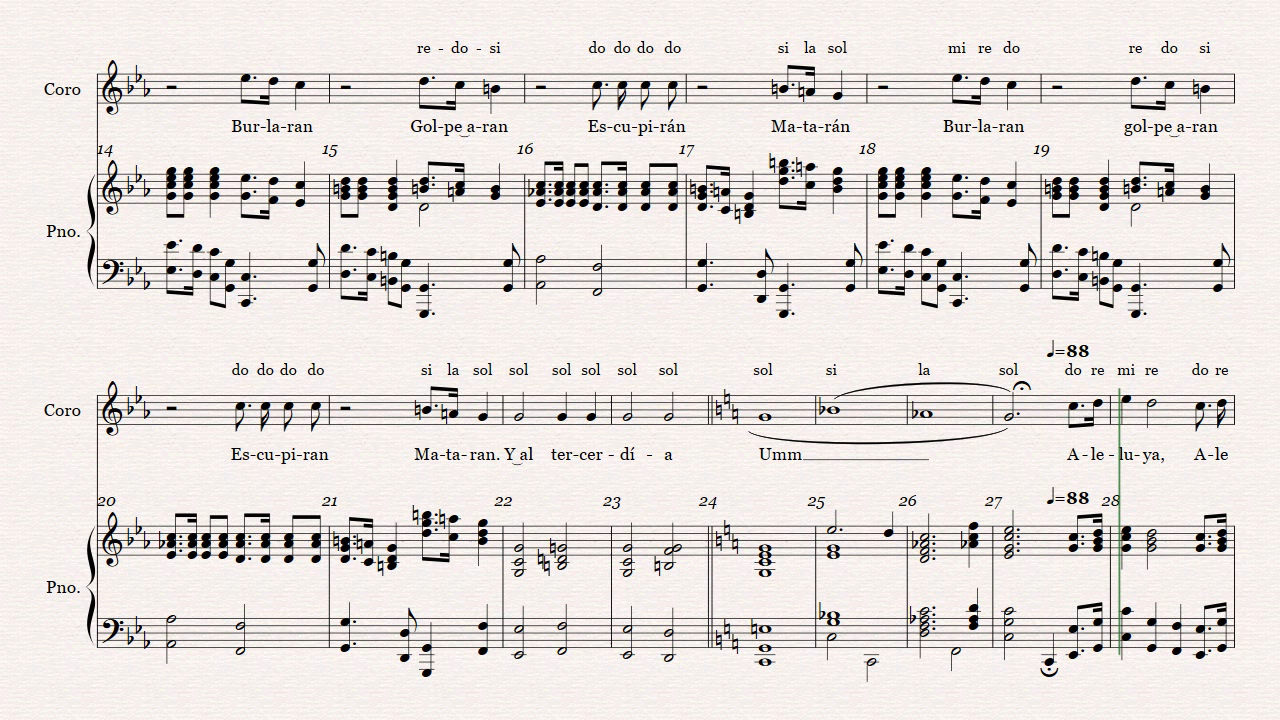 re - do - si do do do do si la sol mi re do re do si
Coro
Bur-la-ran Gol-pe‿a-ran Es-cu-pi-rán Ma-ta-rán Bur-la-ran gol-pe‿a-ran
14 15 16 17 18 19
Pno.
♩=88
do do do do si la sol sol sol sol sol sol sol si la sol do re mi re do re
Coro
Es-cu-pi-ran Ma-ta-ran. Y‿al ter-cer - dí - a Umm A - le - lu - ya, A-le
♩=88
20 21 22 23 24 25 26 27 28
Pno.